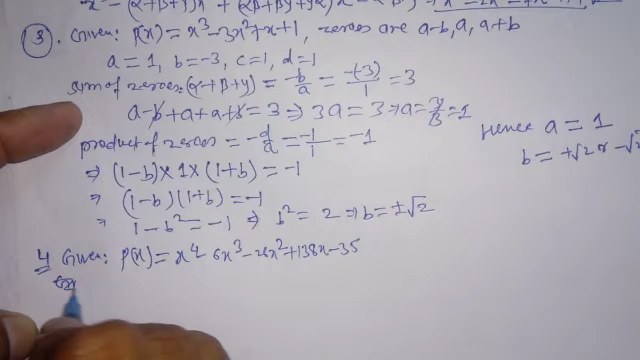 (3). Given: p(x) = x³-3x²+x+1, zeroes are a-b, a, a+b
a = 1, b = -3, c = 1, d = 1
sum of zeroes: (α+β+γ) = -b/a = -(-3)/1 = 3
a-b+a+a+b = 3 ⇒ 3a = 3 ⇒ a = 3/3 = 1
product of zeroes = -d/a = -1/1 = -1
⇒ (1-b) × 1 × (1+b) = -1
⇒ (1-b)(1+b) = -1
⇒ 1-b² = -1 ⇒ b² = 2 ⇒ b = ±√2
Hence a = 1
b = +√2 or -√2
4 Given: p(x) = x⁴ 6x³-26x²+138x-35